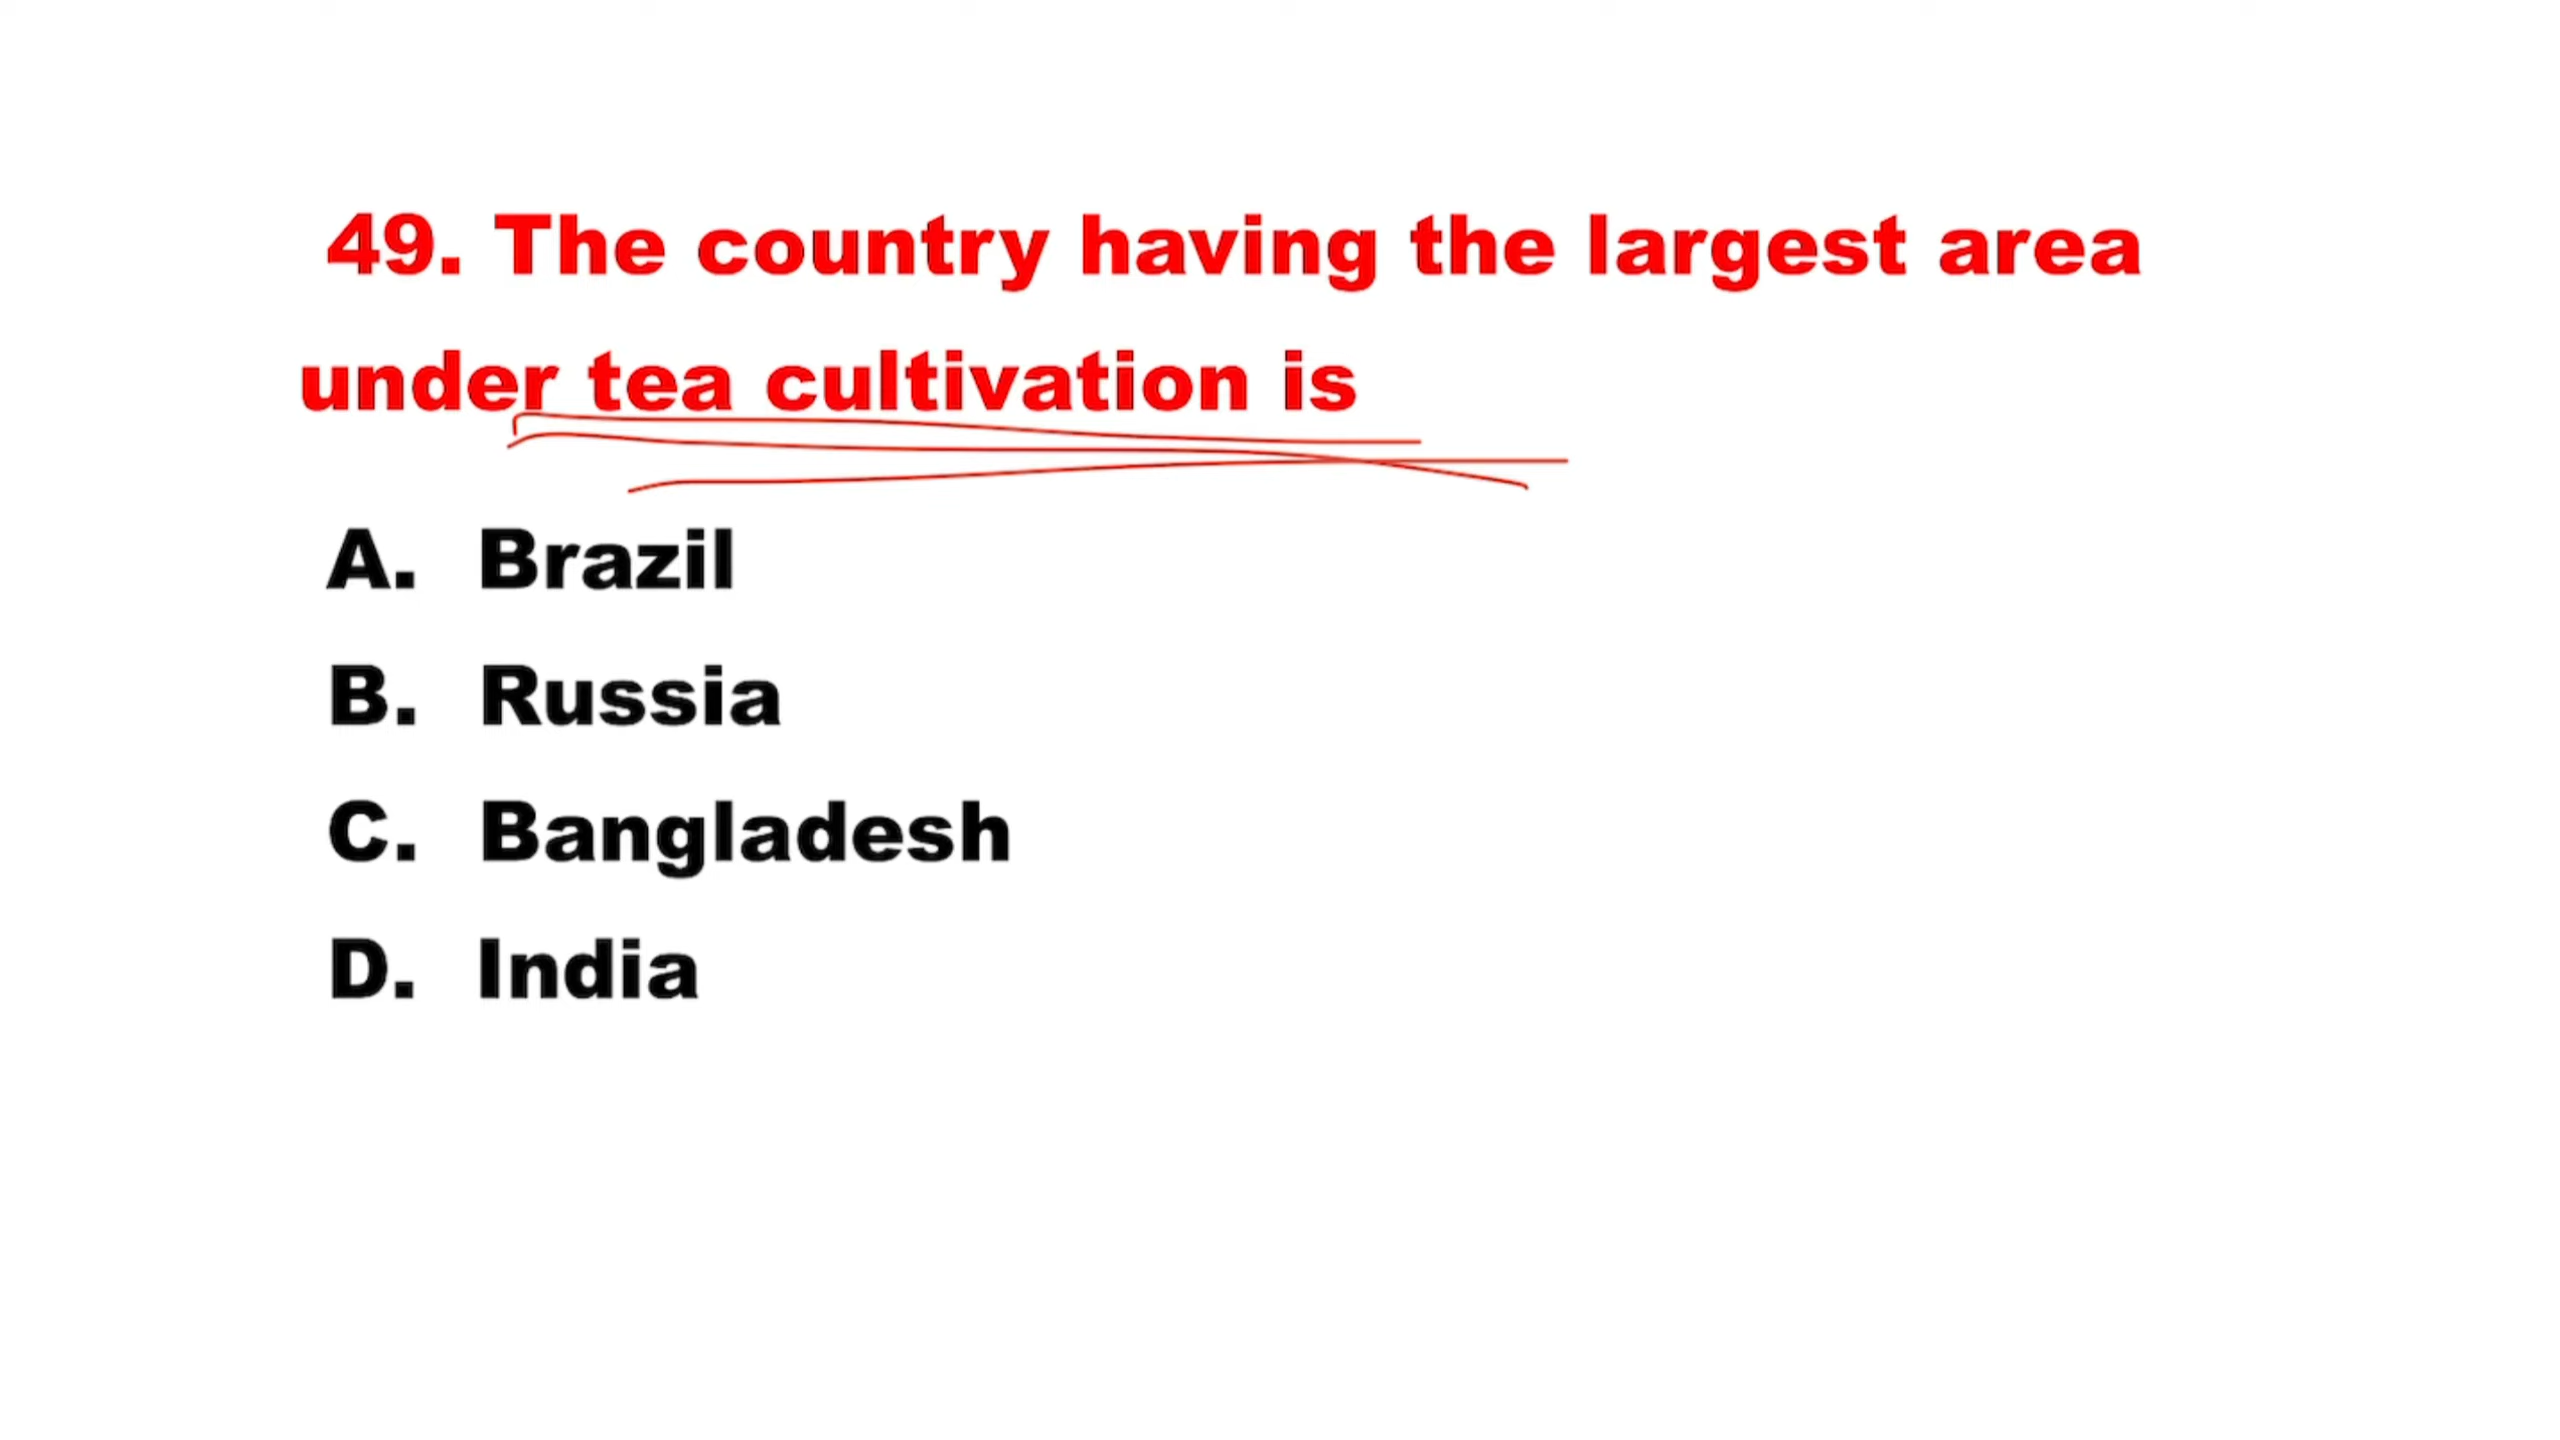 49. The country having the largest area
under tea cultivation is
A. Brazil
B. Russia
C. Bangladesh
D. India